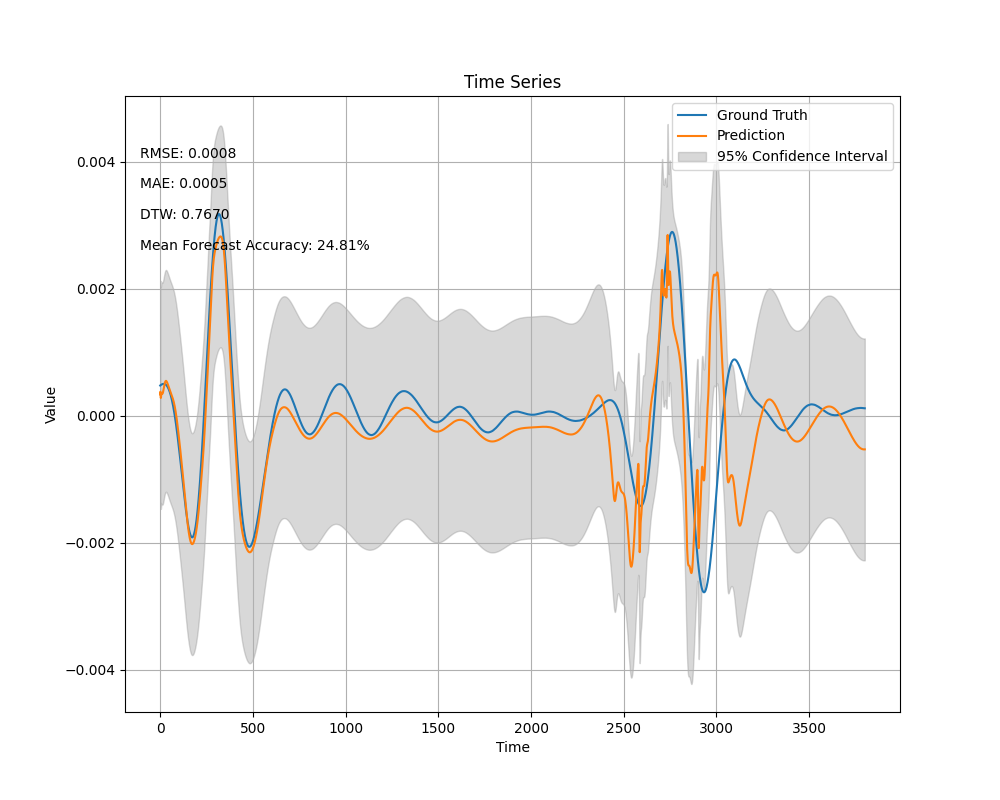 Time Series
Ground Truth
Prediction
95% Confidence Interval
RMSE: 0.0008
MAE: 0.0005
DTW: 0.7670
Mean Forecast Accuracy: 24.81%
0.004
0.002
0.000
−0.002
−0.004
Value
0 500 1000 1500 2000 2500 3000 3500
Time